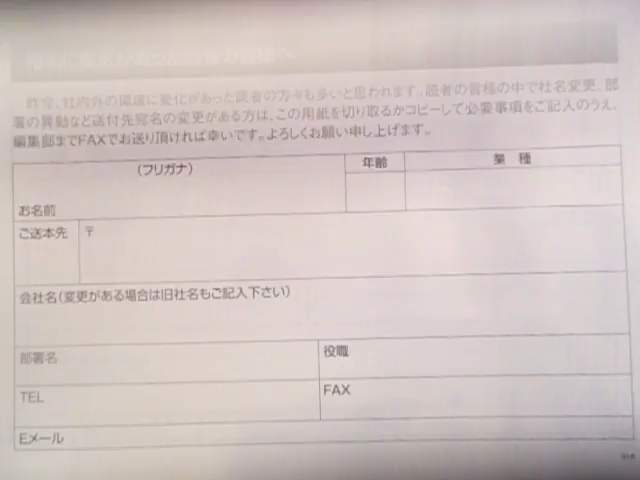 昨今、社内外の環境に変化があった読者の方々も多いと思われます。読者の皆様の中で社名変更、部
署の異動など送付先宛名の変更がある方は、この用紙を切り取るかコピーして必要事項をご記入のうえ、
編集部までFAXでお送り頂ければ幸いです。よろしくお願い申し上げます。
(フリガナ) 年齢 業種
お名前
ご送本先 〒
会社名(変更がある場合は旧社名もご記入下さい)
部署名 役職
TEL FAX
Eメール